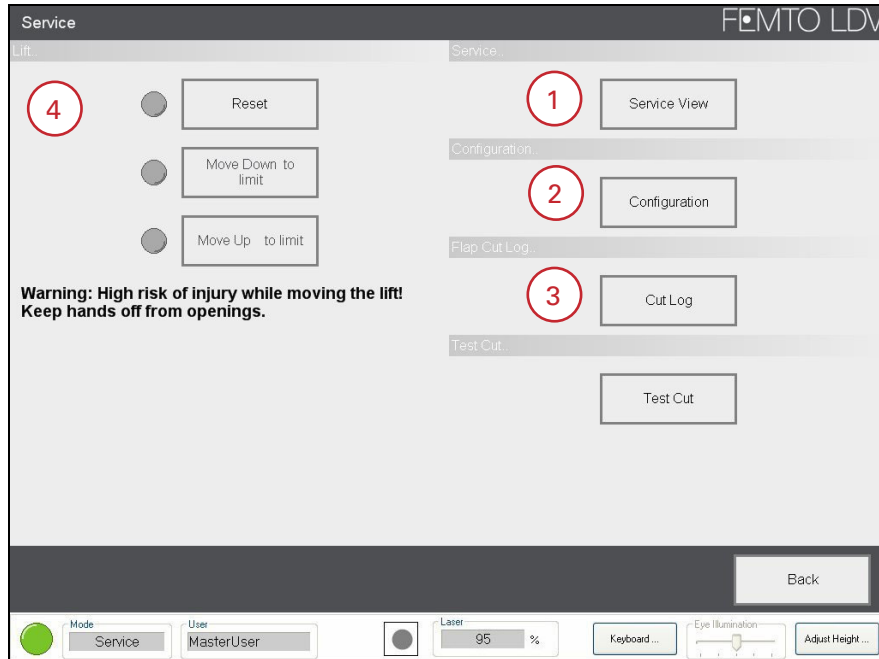 Service
FEMTO LDV
Lift..
Service..
4
Reset
1
Service View
Configuration..
Move Down to
limit
2
Configuration
Move Up to limit
Flap Cut Log..
Warning: High risk of injury while moving the lift!
Keep hands off from openings.
3
Cut Log
Test Cut..
Test Cut
Back
Mode
Service
User
MasterUser
Laser
95 %
Keyboard ...
Eye Illumination
Adjust Height ...